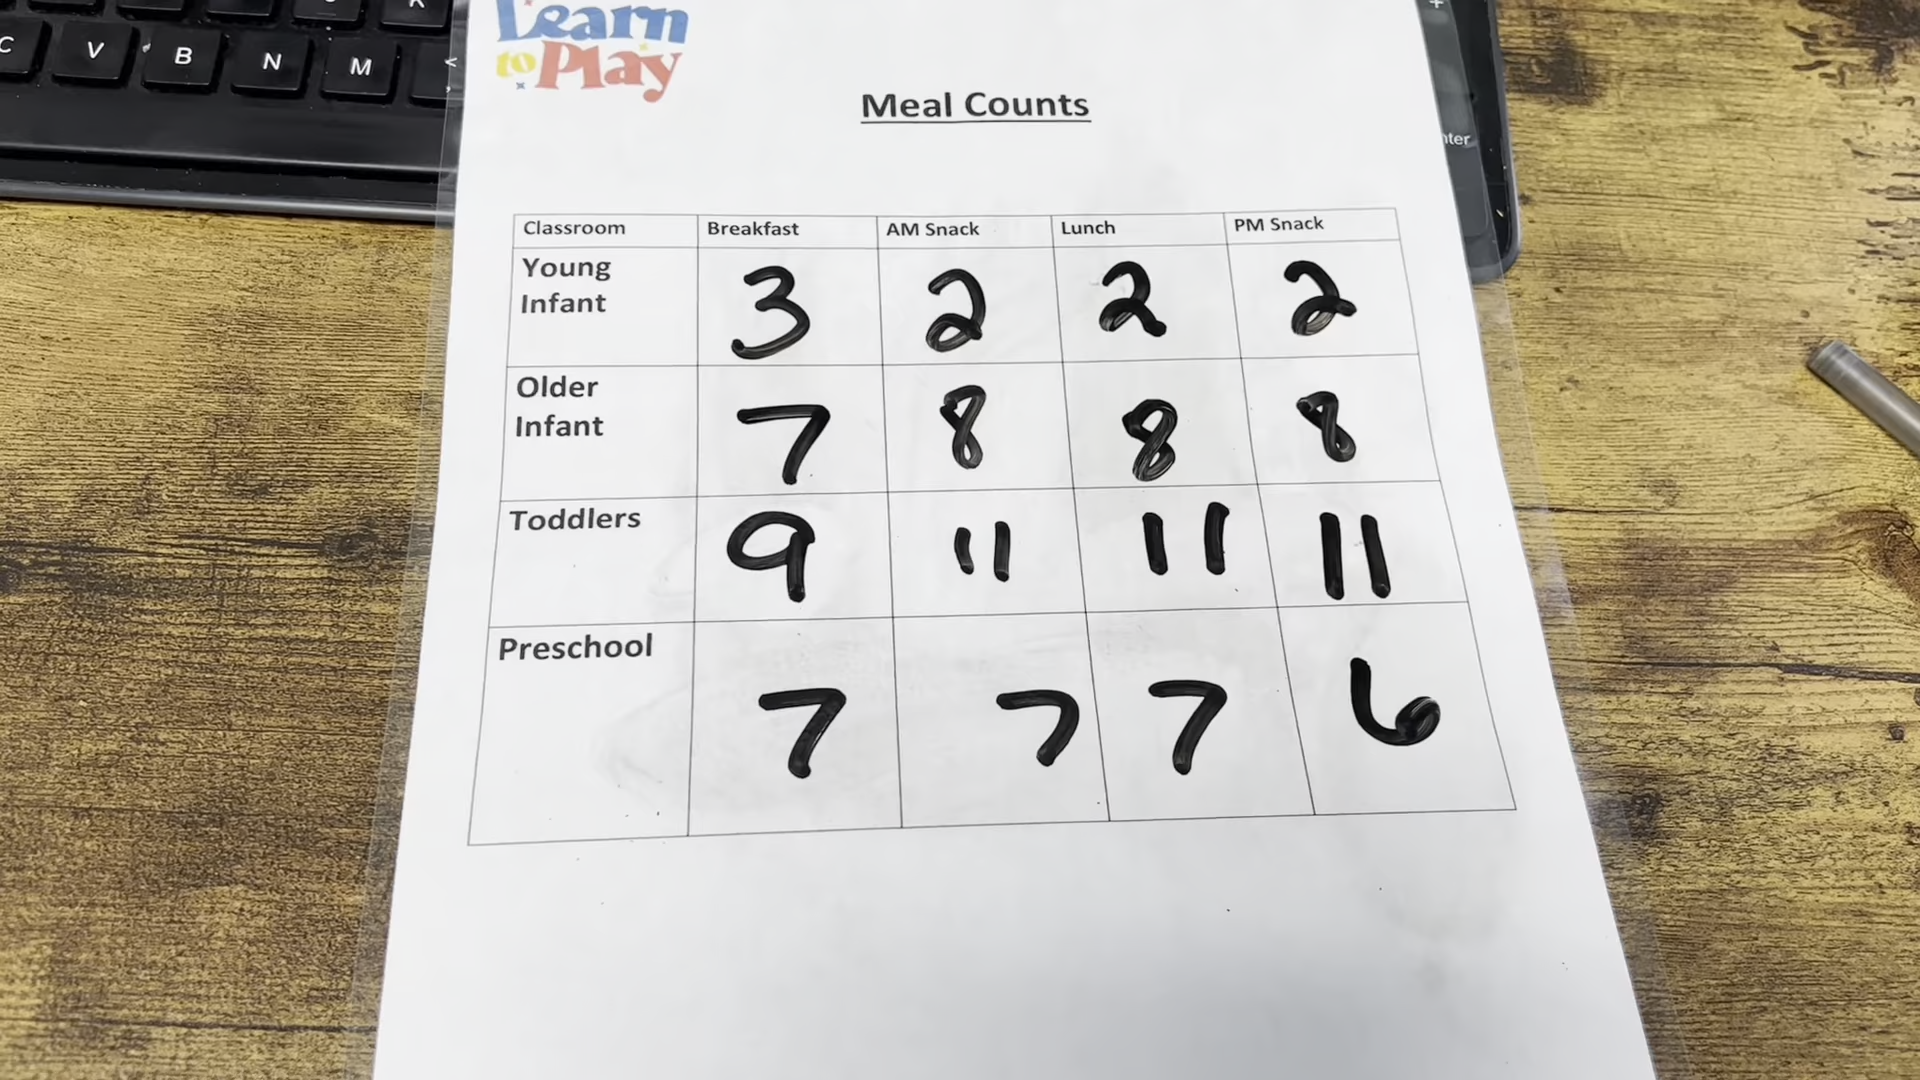 C V B N M <
+
nter
Learn
to Play
Meal Counts
Classroom Breakfast AM Snack Lunch PM Snack
Young
Infant 3 2 2 2
Older
Infant 7 8 8 8
Toddlers 9 11 11 11
Preschool 7 7 7 6